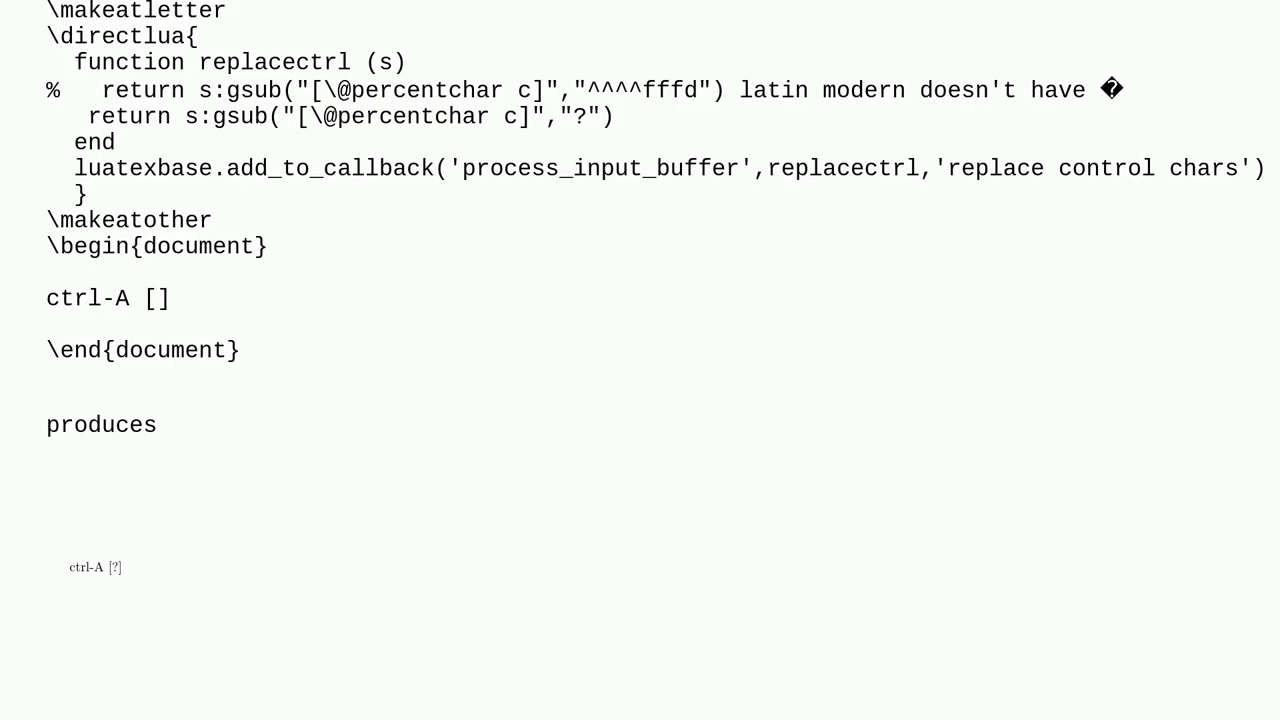 \makeatletter
\directlua{
  function replacectrl (s)
%   return s:gsub("[\@percentchar c]","^^^^fffd") latin modern doesn't have �
   return s:gsub("[\@percentchar c]","?")
  end
  luatexbase.add_to_callback('process_input_buffer',replacectrl,'replace control chars')
  }
\makeatother
\begin{document}

ctrl-A []

\end{document}

produces

ctrl-A [?]